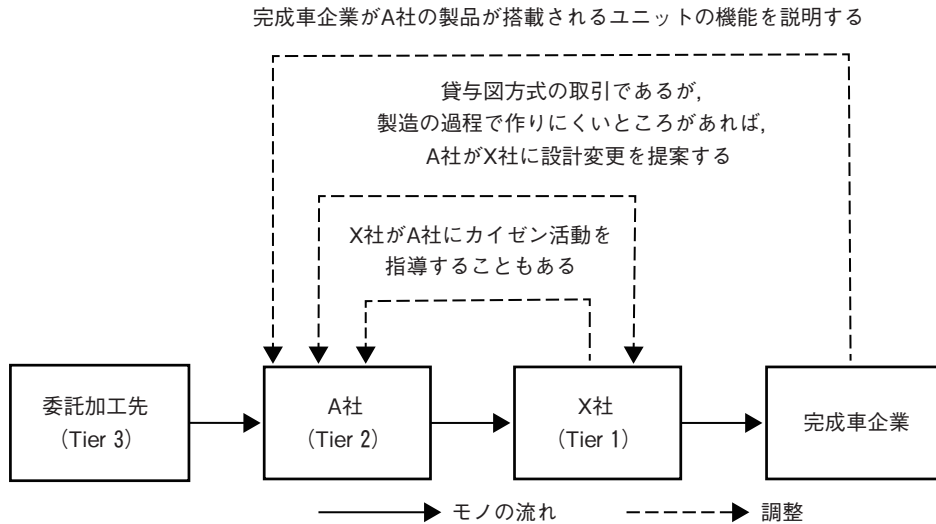 完成車企業がA社の製品が搭載されるユニットの機能を説明する
貸与図方式の取引であるが,
製造の過程で作りにくいところがあれば,
A社がX社に設計変更を提案する
X社がA社にカイゼン活動を
指導することもある
委託加工先
(Tier 3)
A社
(Tier 2)
X社
(Tier 1)
完成車企業
モノの流れ
調整